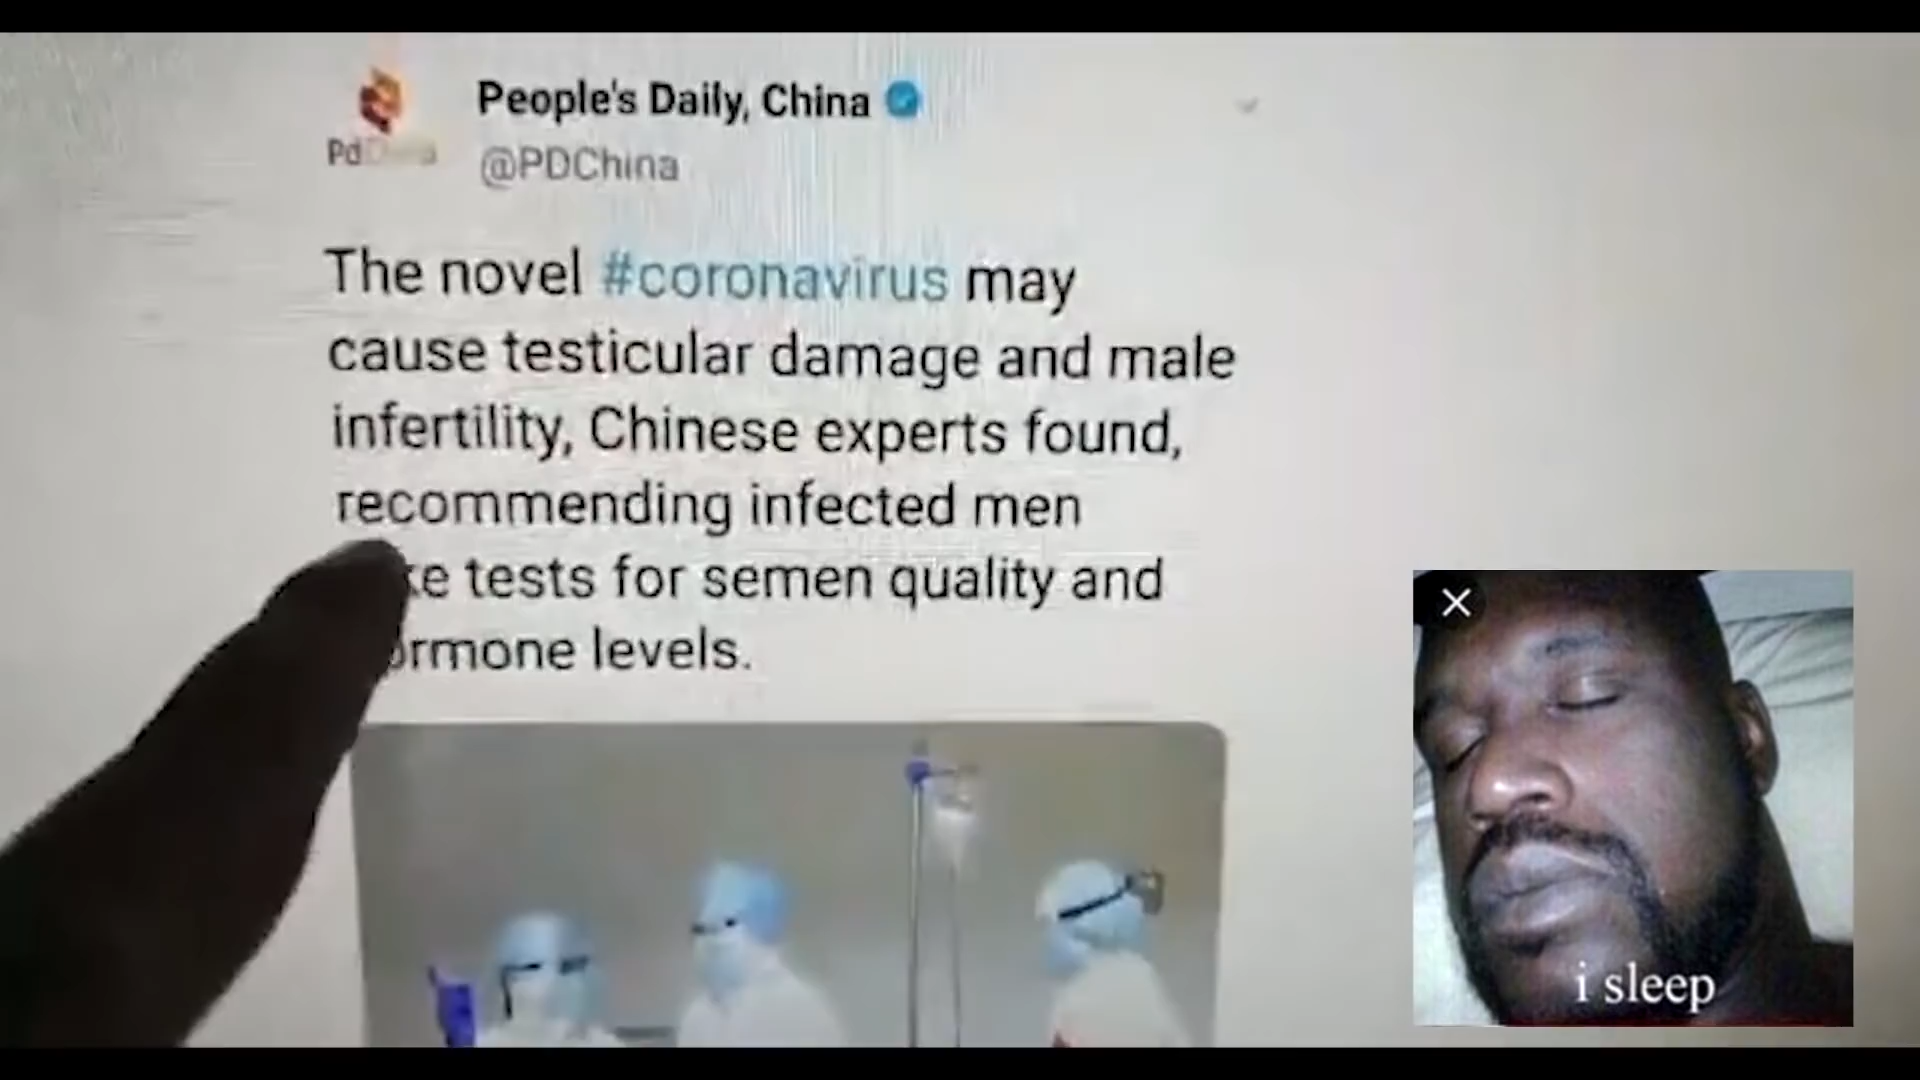 People's Daily, China
Pd
@PDChina
The novel #coronavirus may
cause testicular damage and male
infertility, Chinese experts found,
recommending infected men
tests for semen quality and
levels.
i sleep